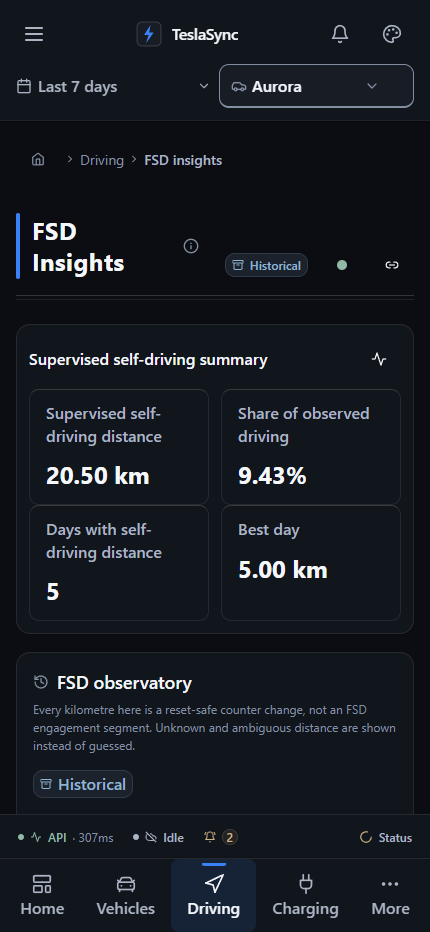 TeslaSync
Last 7 days
Aurora
Driving
FSD insights
FSD
Insights
Historical
Supervised self-driving summary
Supervised self-
driving distance
20.50 km
Share of observed
driving
9.43%
Days with self-
driving distance
5
Best day
5.00 km
FSD observatory
Every kilometre here is a reset-safe counter change, not an FSD
engagement segment. Unknown and ambiguous distance are shown
instead of guessed.
Historical
API · 307ms
Idle
2
Status
Home
Vehicles
Driving
Charging
More